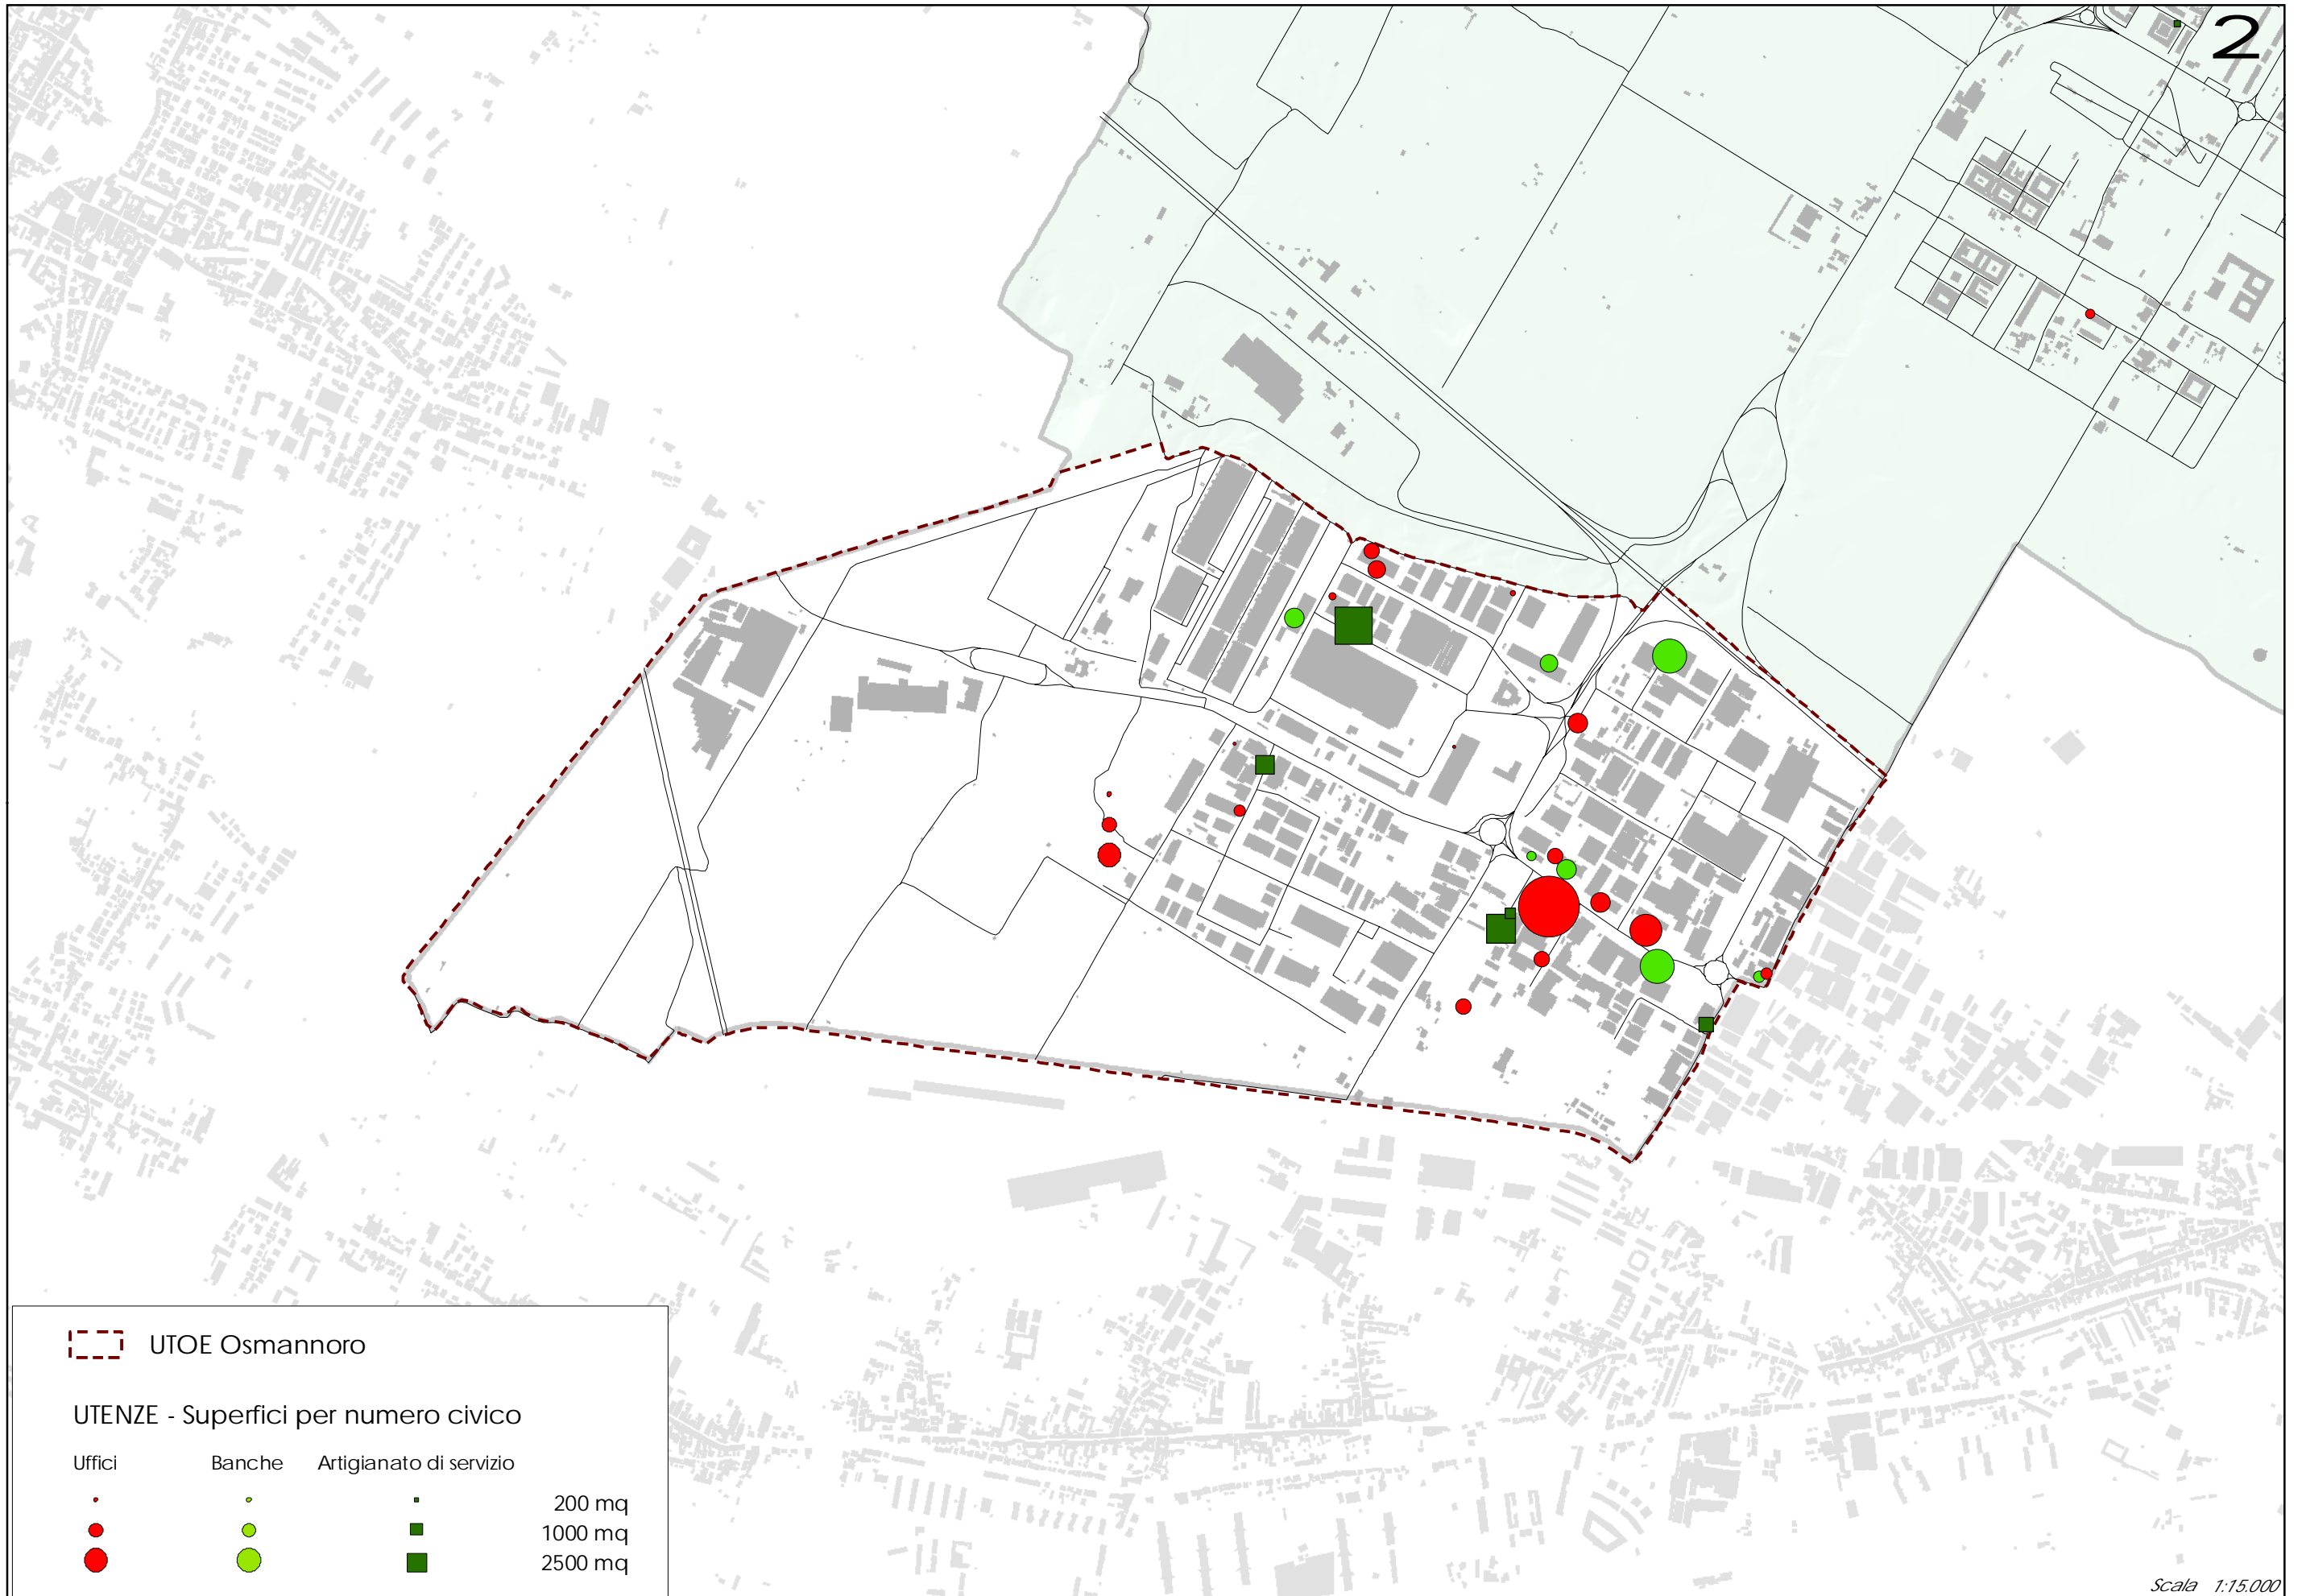 2
UTOE Osmannoro
UTENZE - Superfici per numero civico
Uffici Banche Artigianato di servizio
200 mq
1000 mq
2500 mq
Scala 1:15.000